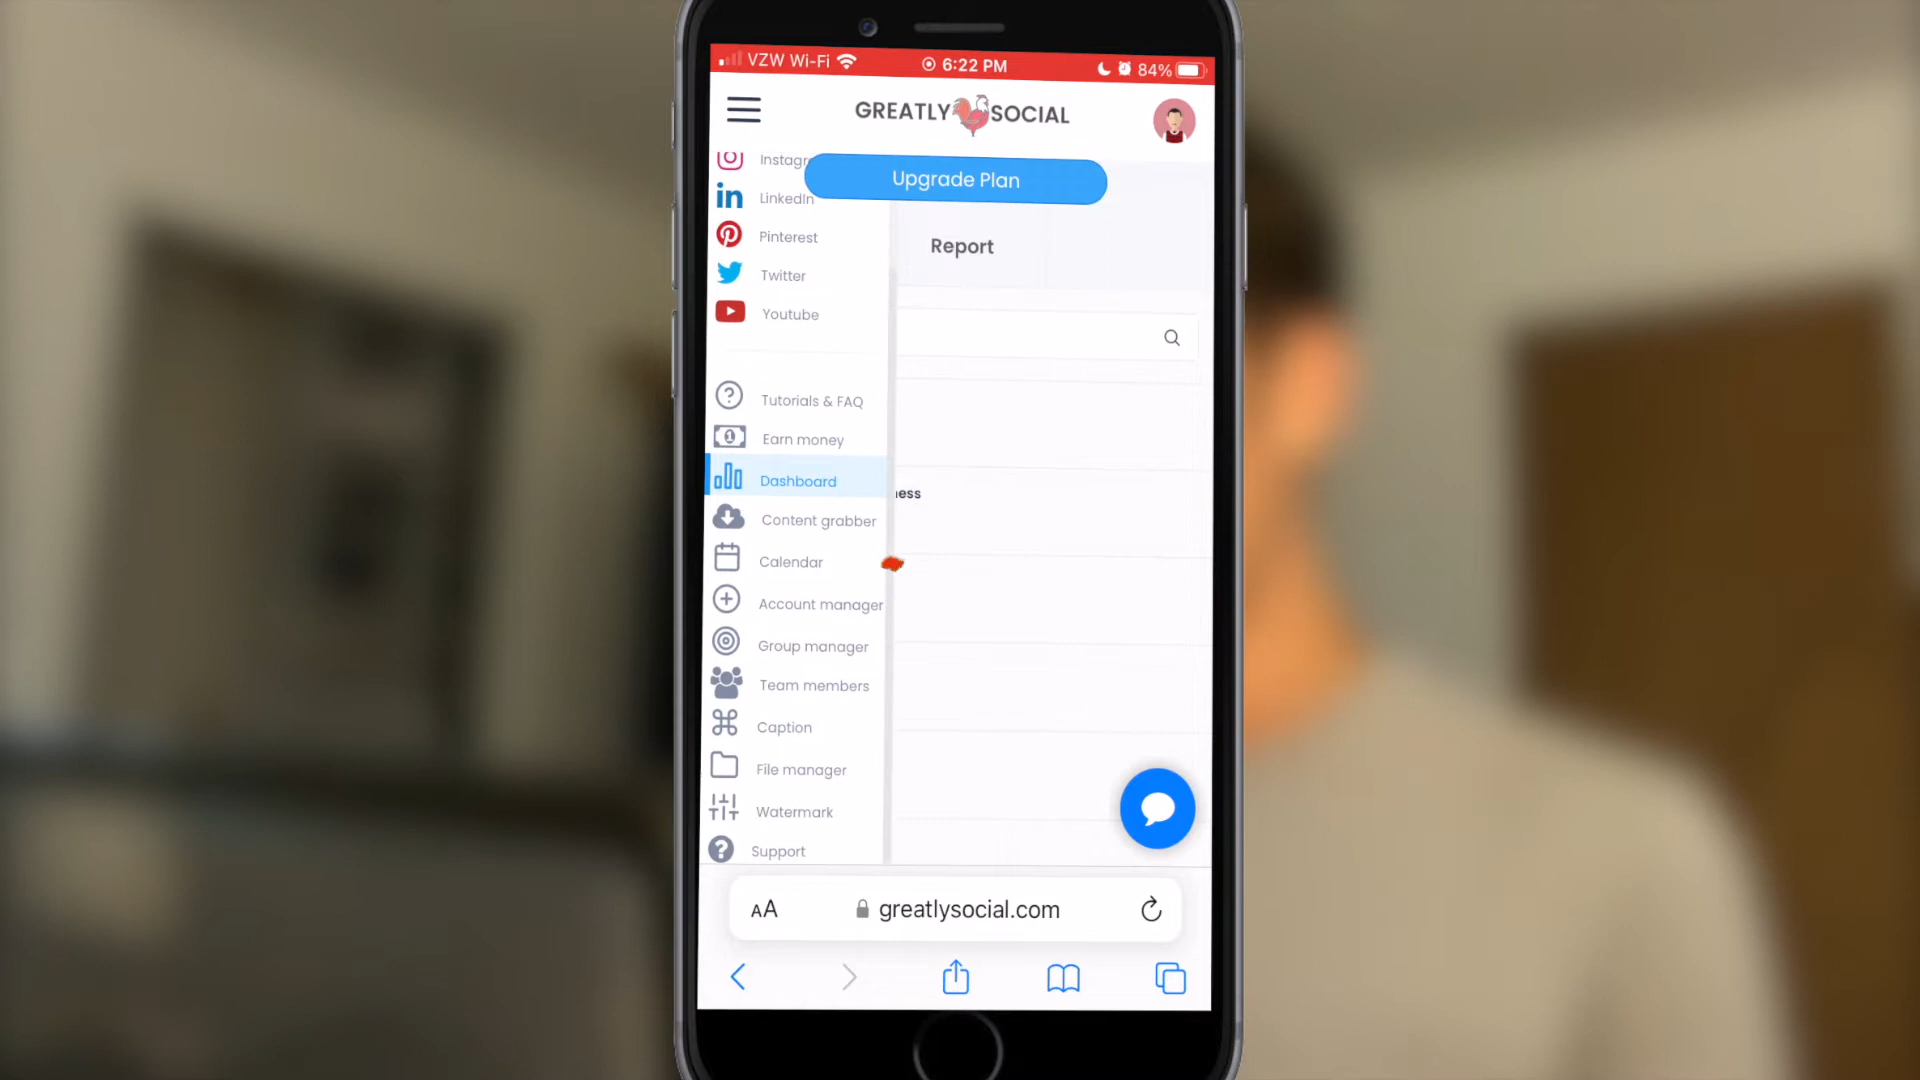 VZW Wi-Fi 6:22 PM 84%
GREATLY SOCIAL
Upgrade Plan
LinkedIn
Pinterest
Report
Twitter
Youtube
Tutorials & FAQ
Earn money
Dashboard
ness
Content grabber
Calendar
Account manager
Group manager
Team members
Caption
File manager
Watermark
Support
AA greatlysocial.com